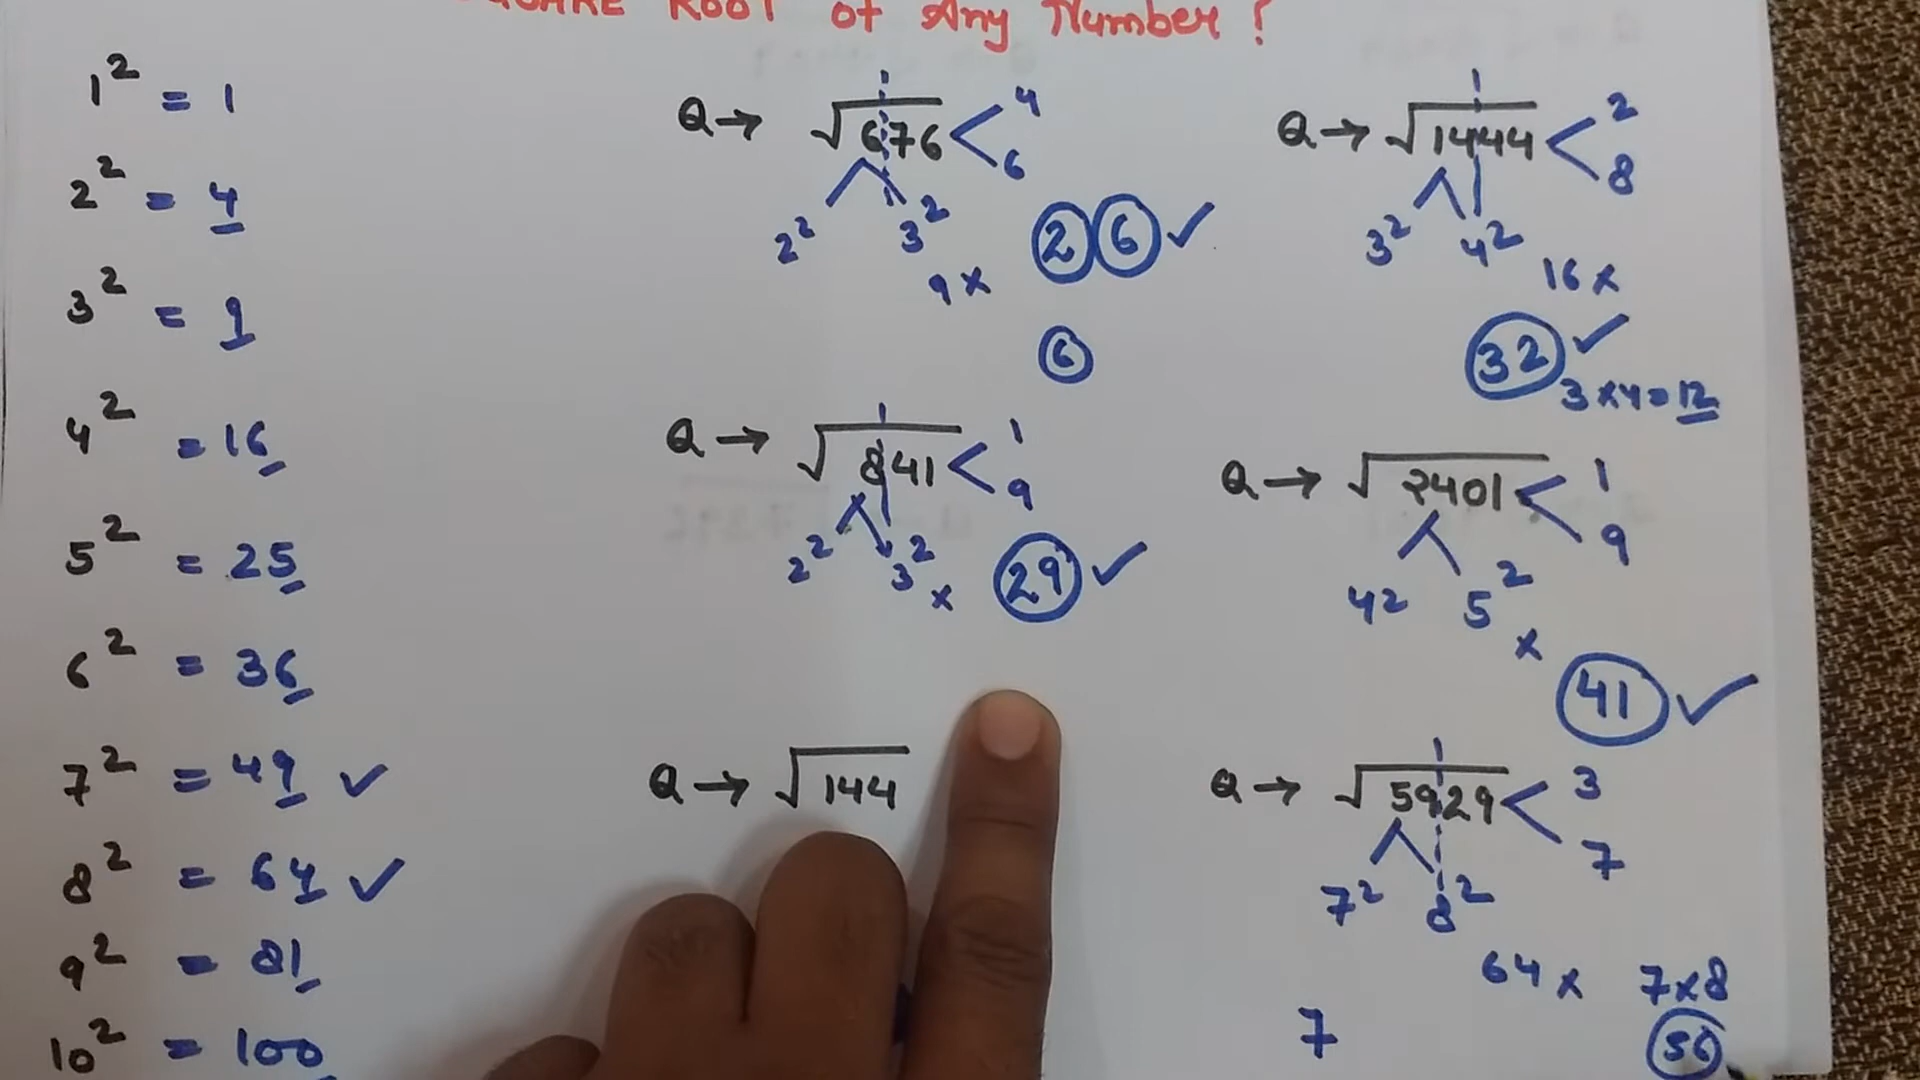 Root of Any Number ?
1² = 1
2² = 4
3² = 9
4² = 16
5² = 25
6² = 36
7² = 49 ✓
8² = 64 ✓
9² = 81
10² = 100
Q → √676 < 4 6
2² 3²
9 ×
2 6 ✓
6
Q → √841 < 1 9
2² 3² ×
29 ✓
Q → √144
Q → √1444 < 2 8
3² 4²
16 ×
32 ✓
3 × 4 = 12
Q → √2401 < 1 9
4² 5² ×
41 ✓
Q → √5929 < 3 7
7² 8²
64 × 7×8
7 56